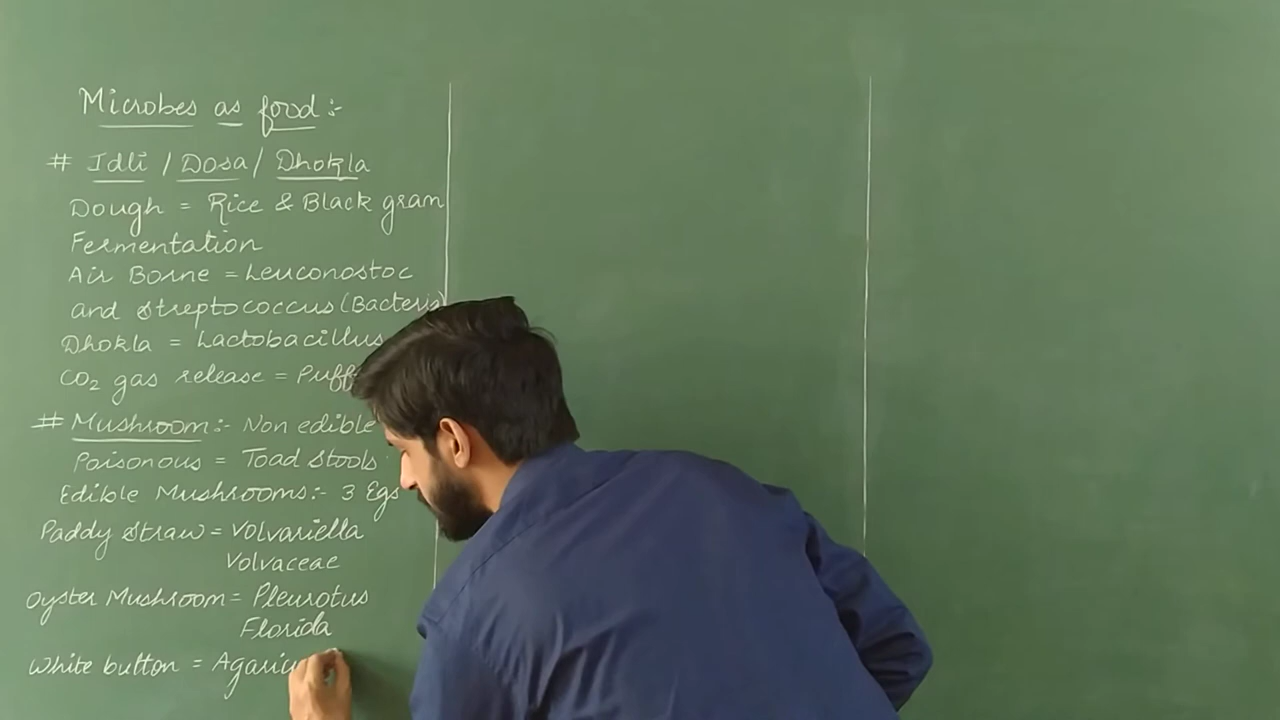 Microbes as food :-
# Idli / Dosa / Dhokla
Dough = Rice & Black gram
Fermentation
Air Borne = Leuconostoc
and Streptococcus (Bacteria)
Dhokla = Lactobacillus
CO2 gas release =
# Mushroom :- Non edible
Poisonous = Toad Stools
Edible Mushrooms :- 3 Egs
Paddy Straw = Volvariella
Volvaceae
Oyster Mushroom = Pleurotus
Florida
White button =